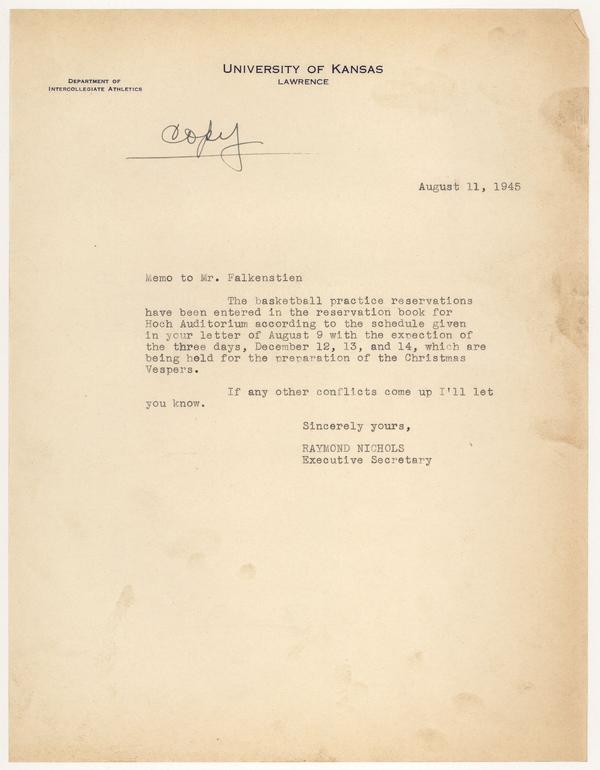 UNIVERSITY OF KANSAS
LAWRENCE
DEPARTMENT OF
INTERCOLLEGIATE ATHLETICS
copy
August 11, 1945
Memo to Mr. Falkenstien
The basketball practice reservations
have been entered in the reservation book for
Hoch Auditorium according to the schedule given
in your letter of August 9 with the expection of
the three days, December 12, 13, and 14, which are
being held for the preparation of the Christmas
Vespers.
If any other conflicts come up I'll let
you know.
Sincerely yours,
RAYMOND NICHOLS
Executive Secretary